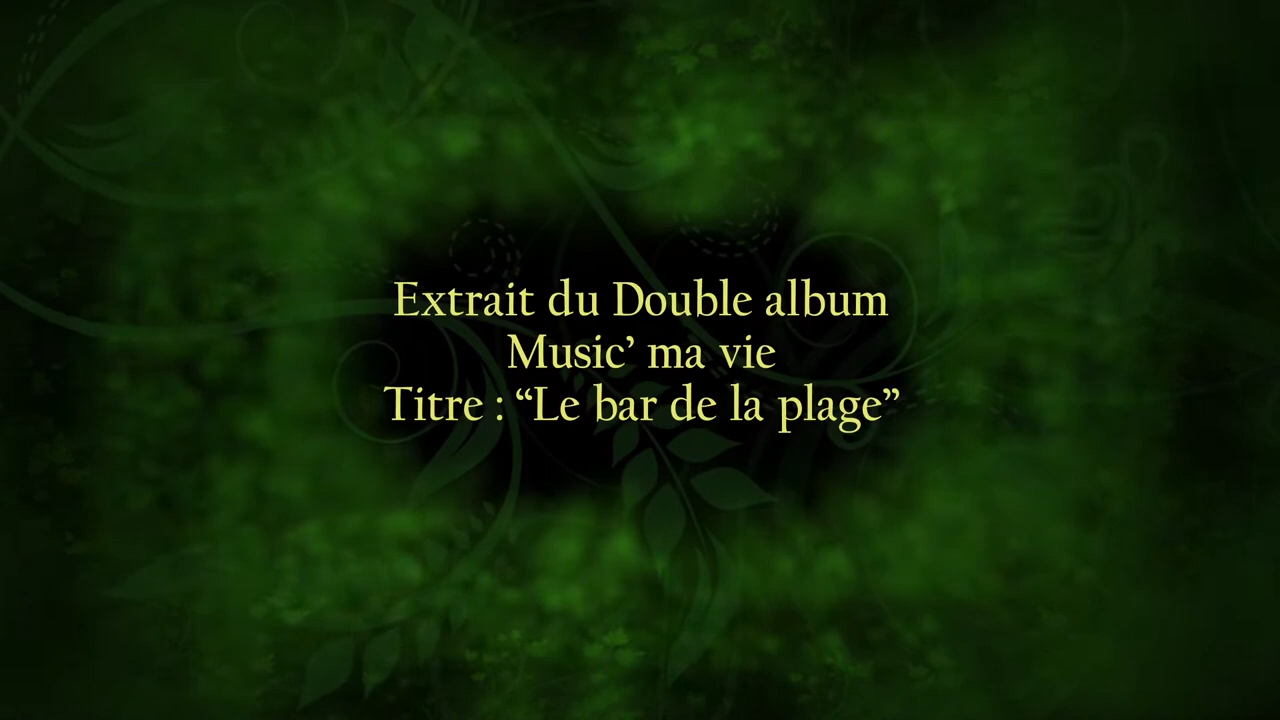 Extrait du Double album
Music’ ma vie
Titre : “Le bar de la plage”